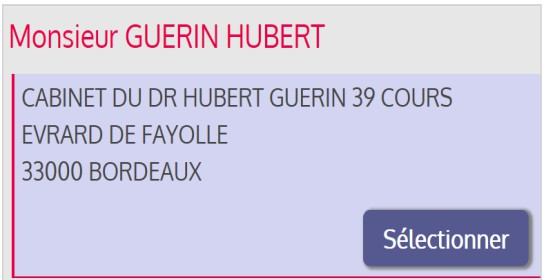 Monsieur GUERIN HUBERT
CABINET DU DR HUBERT GUERIN 39 COURS
EVRARD DE FAYOLLE
33000 BORDEAUX
Sélectionner